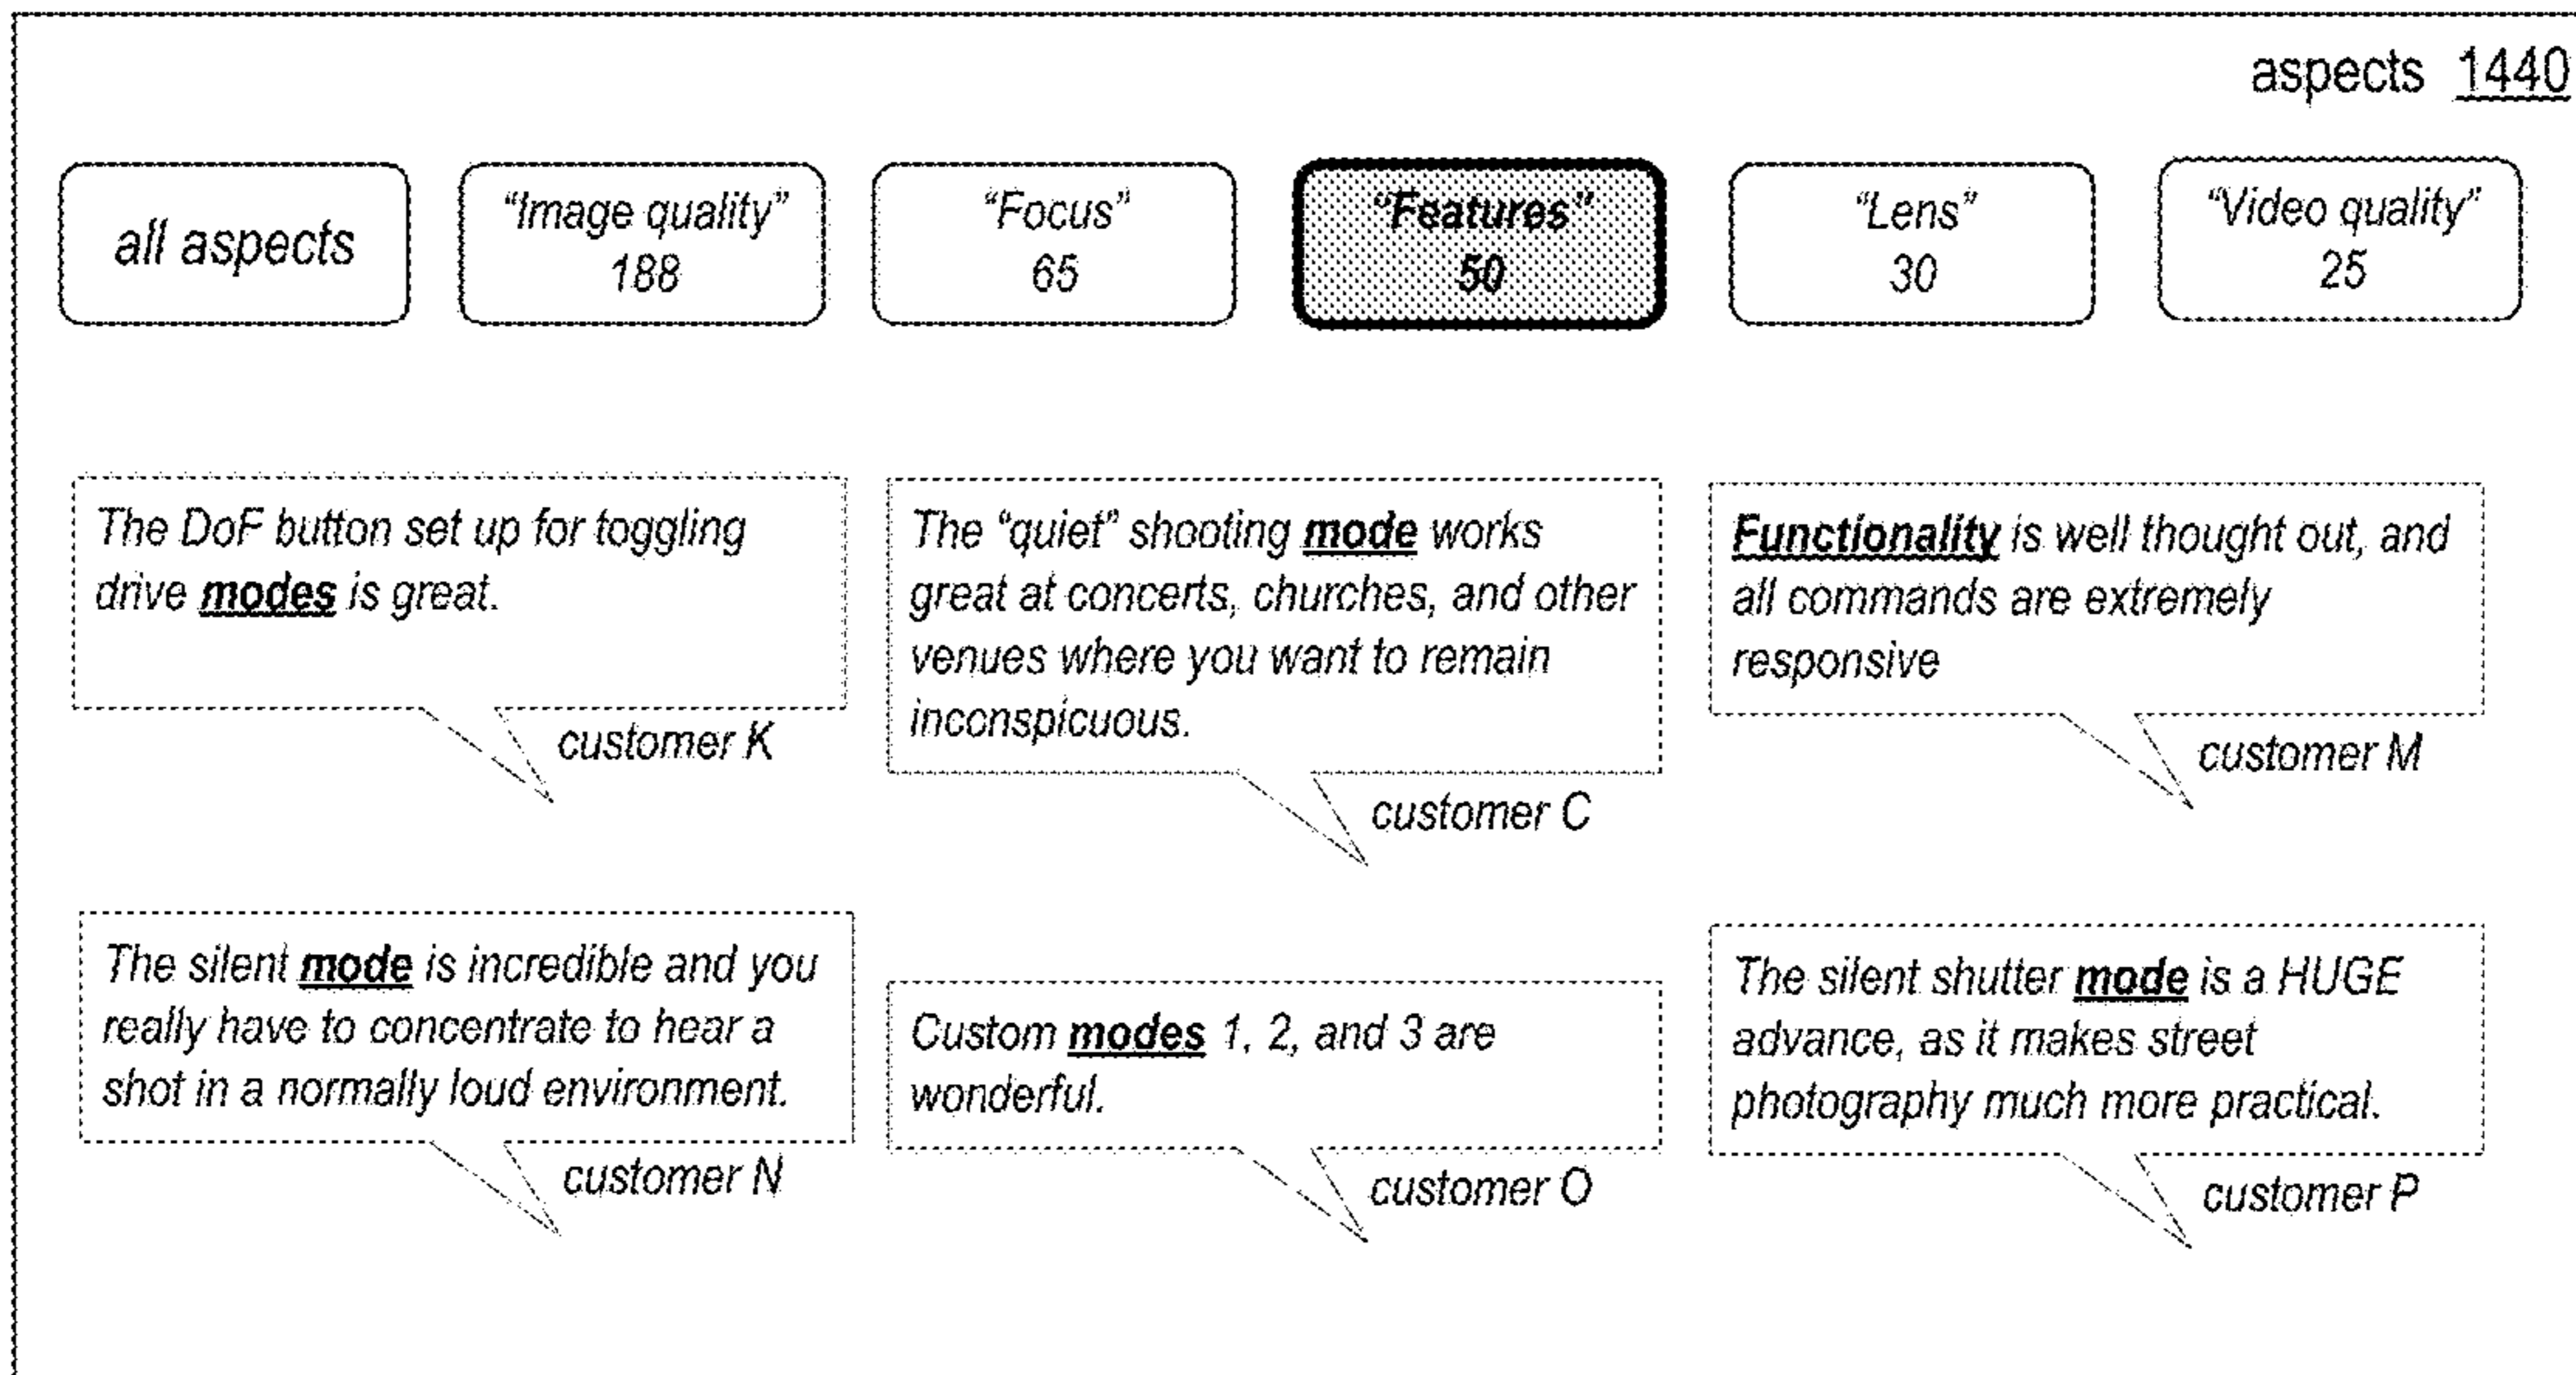 aspects 1440
all aspects
“Image quality”
188
“Focus”
65
“Features”
50
“Lens”
30
“Video quality”
25
The DoF button set up for toggling
drive modes is great.
customer K
The “quiet” shooting mode works
great at concerts, churches, and other
venues where you want to remain
inconspicuous.
customer C
Functionality is well thought out, and
all commands are extremely
responsive
customer M
The silent mode is incredible and you
really have to concentrate to hear a
shot in a normally loud environment.
customer N
Custom modes 1, 2, and 3 are
wonderful.
customer O
The silent shutter mode is a HUGE
advance, as it makes street
photography much more practical.
customer P